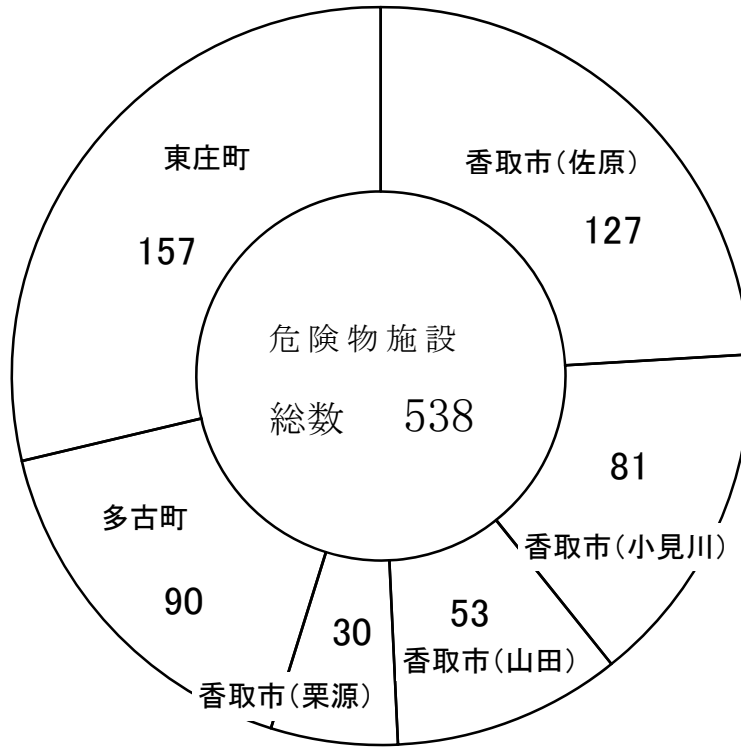 東庄町
157
香取市(佐原)
127
危険物施設
総数 538
81
香取市(小見川)
多古町
90
30
香取市(栗源)
53
香取市(山田)